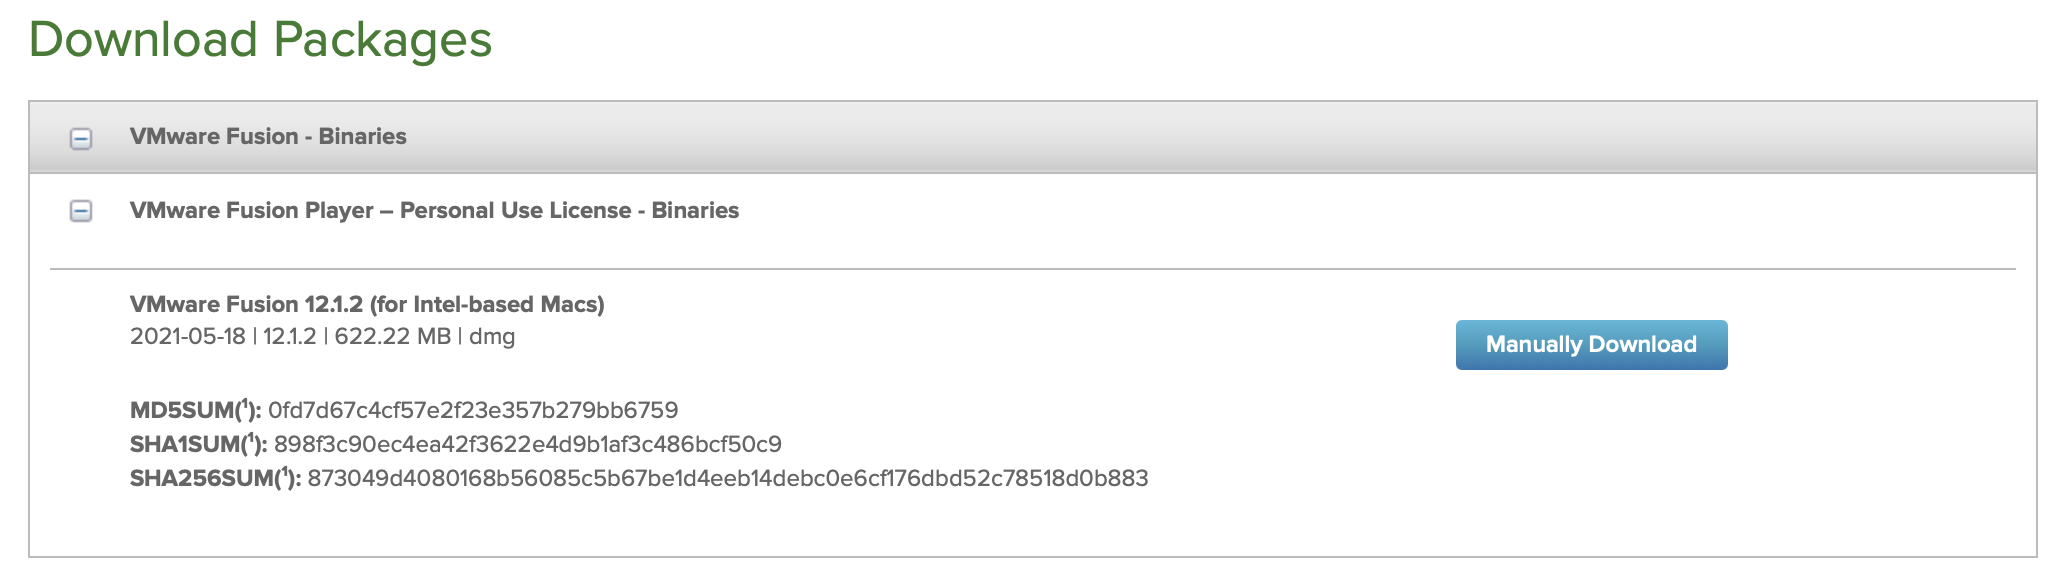 Download Packages
VMware Fusion - Binaries
VMware Fusion Player – Personal Use License - Binaries
VMware Fusion 12.1.2 (for Intel-based Macs)
2021-05-18 | 12.1.2 | 622.22 MB | dmg
Manually Download
MD5SUM(¹): 0fd7d67c4cf57e2f23e357b279bb6759
SHA1SUM(¹): 898f3c90ec4ea42f3622e4d9b1af3c486bcf50c9
SHA256SUM(¹): 873049d4080168b56085c5b67be1d4eeb14debc0e6cf176dbd52c78518d0b883